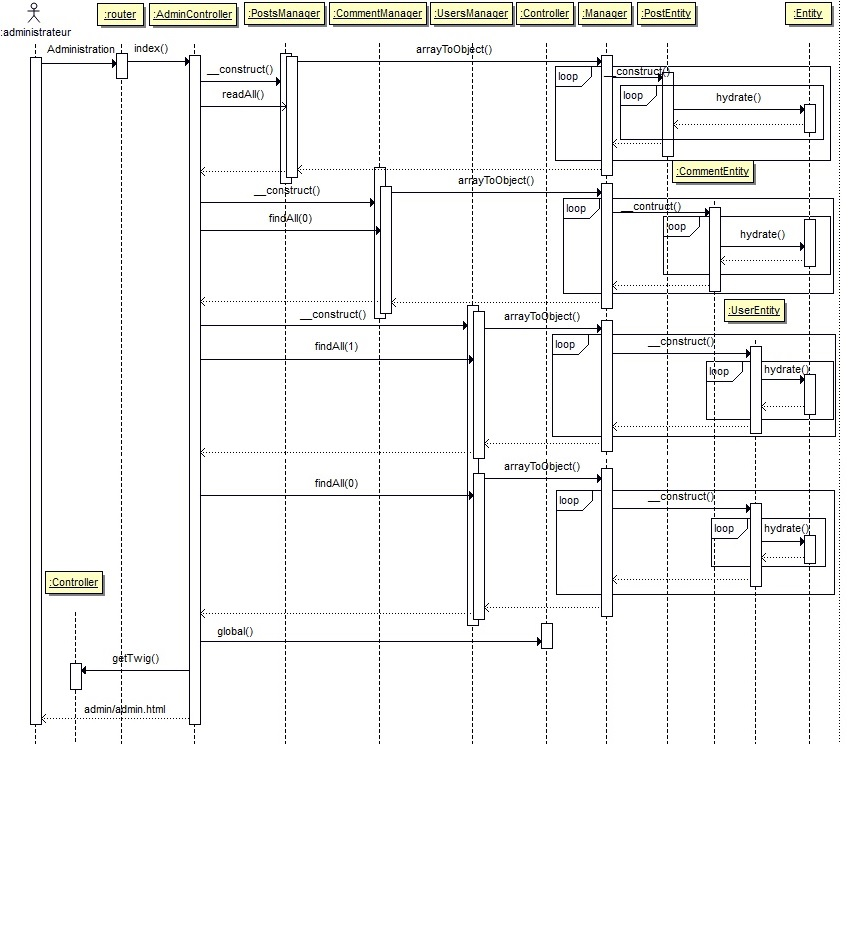 :administrateur
:router
:AdminController
:PostsManager
:CommentManager
:UsersManager
:Controller
:Manager
:PostEntity
:Entity
Administration
index()
arrayToObject()
__construct()
loop
__construct()
readAll()
loop
hydrate()
:CommentEntity
__construct()
arrayToObject()
findAll(0)
loop
__contruct()
oop
hydrate()
:UserEntity
__construct()
arrayToObject()
findAll(1)
loop
__construct()
loop
hydrate()
arrayToObject()
findAll(0)
loop
__construct()
loop
hydrate()
:Controller
global()
getTwig()
admin/admin.html